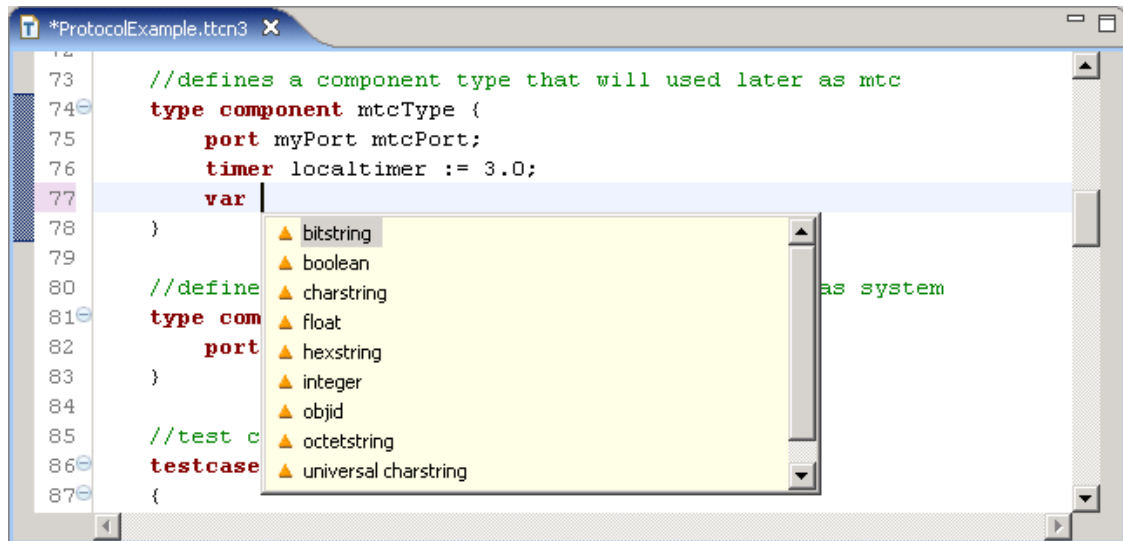 *ProtocolExample.ttcn3
73 //defines a component type that will used later as mtc
74 type component mtcType {
75 port myPort mtcPort;
76 timer localtimer := 3.0;
77 var
78 }
bitstring
79
boolean
80 //define as system
charstring
81 type com
float
82 port
hexstring
83 }
integer
84
objid
85 //test c
octetstring
86 testcase
universal charstring
87 {